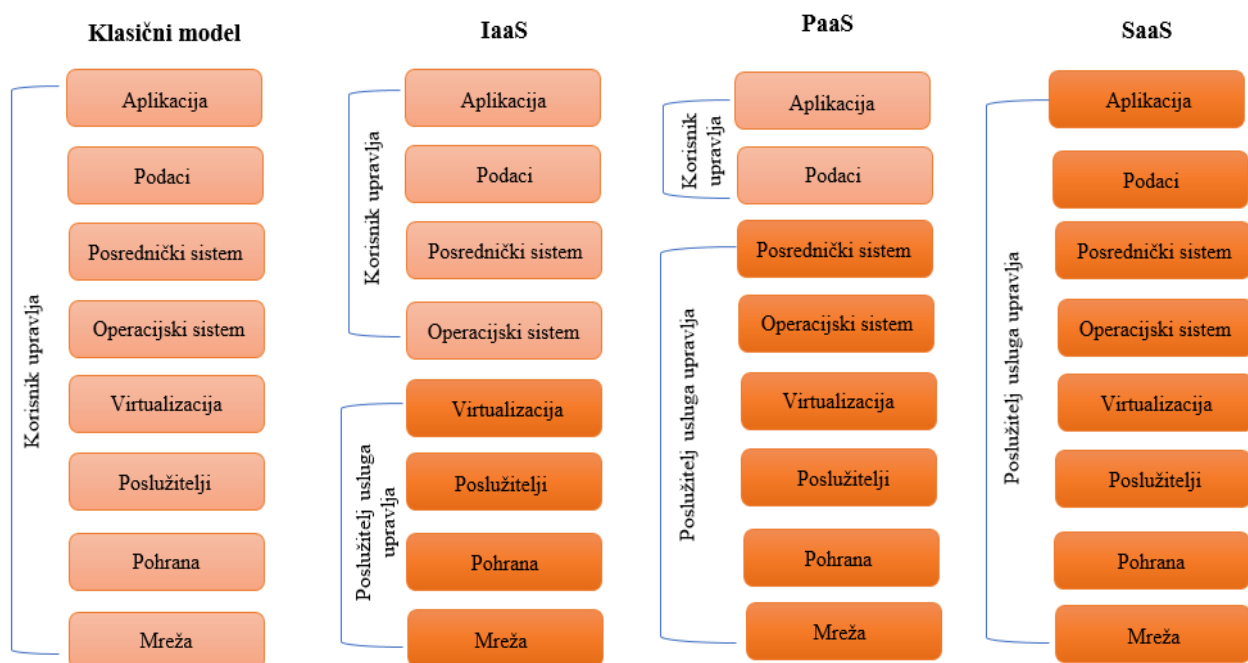 Klasični model
Korisnik upravlja
Aplikacija
Podaci
Posrednički sistem
Operacijski sistem
Virtualizacija
Poslužitelji
Pohrana
Mreža
IaaS
Korisnik upravlja
Aplikacija
Podaci
Posrednički sistem
Operacijski sistem
Poslužitelj usluga
upravlja
Virtualizacija
Poslužitelji
Pohrana
Mreža
PaaS
Korisnik
upravlja
Aplikacija
Podaci
Poslužitelj usluga upravlja
Posrednički sistem
Operacijski sistem
Virtualizacija
Poslužitelji
Pohrana
Mreža
SaaS
Poslužitelj usluga upravlja
Aplikacija
Podaci
Posrednički sistem
Operacijski sistem
Virtualizacija
Poslužitelji
Pohrana
Mreža